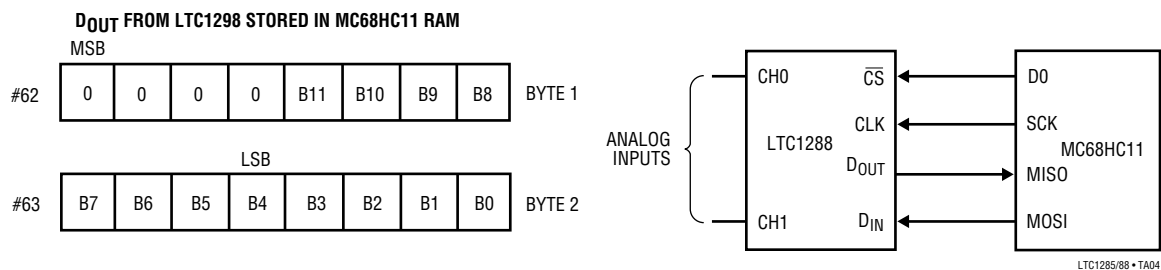 DOUT FROM LTC1298 STORED IN MC68HC11 RAM
MSB
#62 0 0 0 0 B11 B10 B9 B8 BYTE 1
LSB
#63 B7 B6 B5 B4 B3 B2 B1 B0 BYTE 2
ANALOG
INPUTS
CH0
CH1
LTC1288
CS
CLK
DOUT
DIN
D0
SCK
MC68HC11
MISO
MOSI
LTC1285/88 • TA04